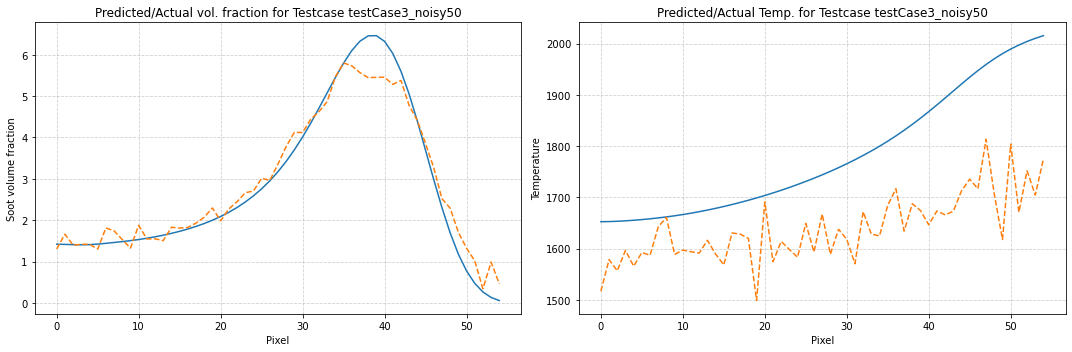 Predicted/Actual vol. fraction for Testcase testCase3_noisy50
Soot volume fraction
6
5
4
3
2
1
0
0 10 20 30 40 50
Pixel
Predicted/Actual Temp. for Testcase testCase3_noisy50
Temperature
2000
1900
1800
1700
1600
1500
0 10 20 30 40 50
Pixel